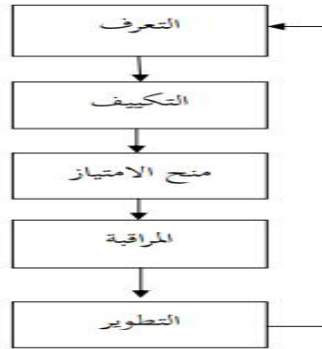 التعرف
التكييف
منح الامتياز
المراقبة
التطوير